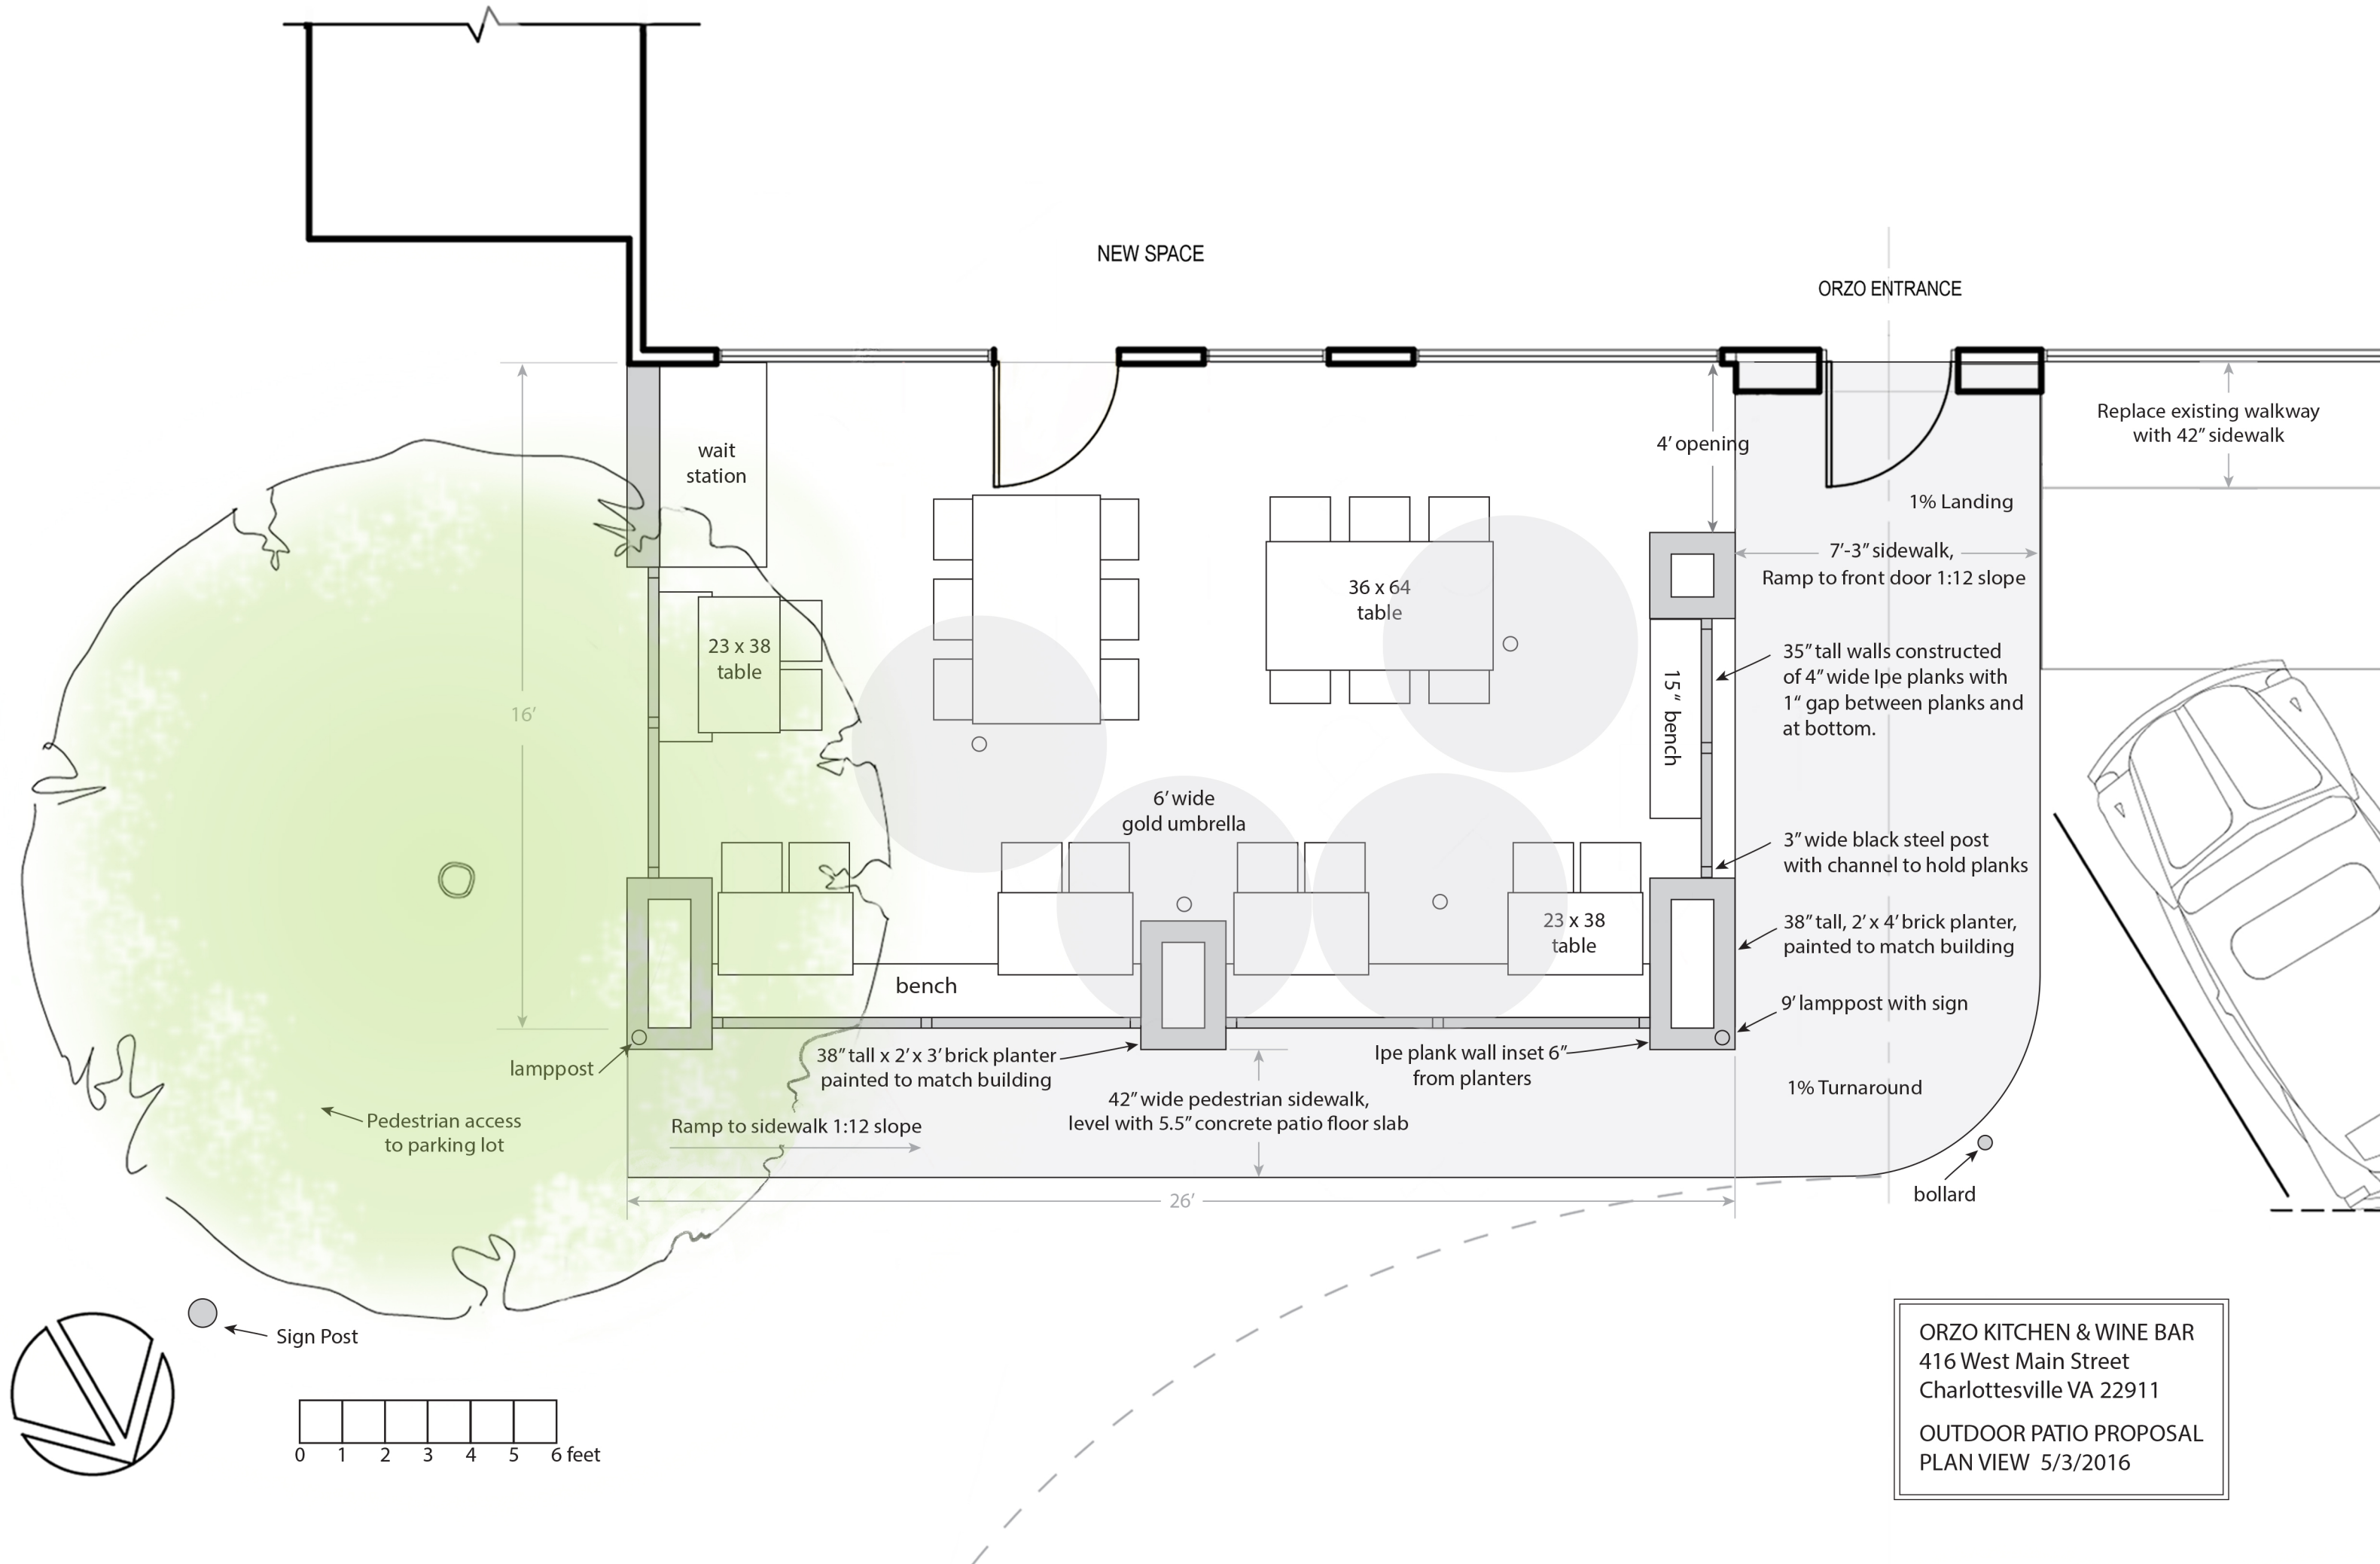 NEW SPACE
ORZO ENTRANCE
Replace existing walkway
with 42” sidewalk
wait
station
4’ opening
1% Landing
7’-3” sidewalk,
Ramp to front door 1:12 slope
36 x 64
table
23 x 38
table
16’
15“ bench
35” tall walls constructed
of 4” wide Ipe planks with
1“ gap between planks and
at bottom.
6’ wide
gold umbrella
3” wide black steel post
with channel to hold planks
23 x 38
table
38” tall, 2’ x 4’ brick planter,
painted to match building
bench
9’ lamppost with sign
lamppost
38” tall x 2’ x 3’ brick planter
painted to match building
Ipe plank wall inset 6”
from planters
42” wide pedestrian sidewalk,
level with 5.5” concrete patio floor slab
1% Turnaround
Pedestrian access
to parking lot
Ramp to sidewalk 1:12 slope
26’
bollard
Sign Post
0 1 2 3 4 5 6 feet
ORZO KITCHEN & WINE BAR
416 West Main Street
Charlottesville VA 22911
OUTDOOR PATIO PROPOSAL
PLAN VIEW 5/3/2016